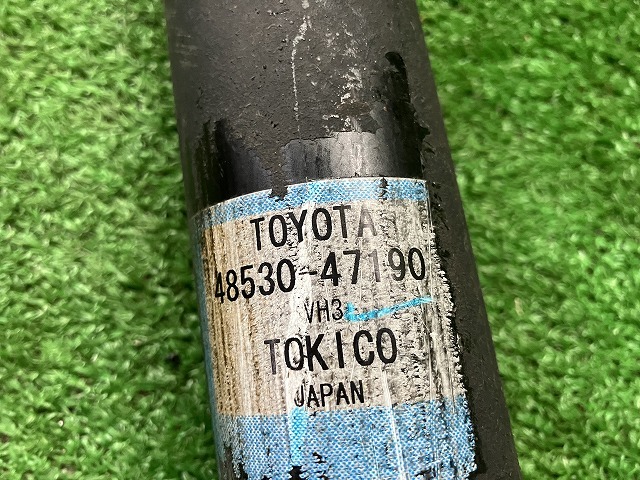 TOYOTA
48530-47190
VH3
TOKICO
JAPAN